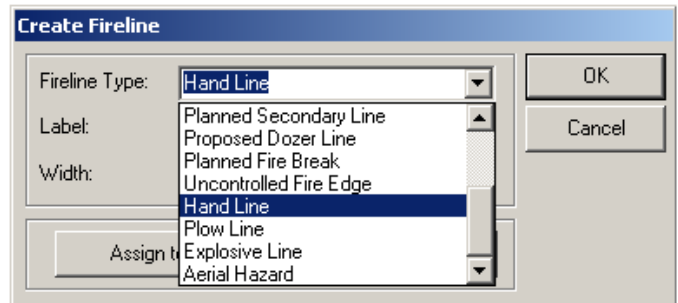 Create Fireline
Fireline Type:
Hand Line
OK
Label:
Planned Secondary Line
Proposed Dozer Line
Planned Fire Break
Uncontrolled Fire Edge
Hand Line
Plow Line
Explosive Line
Aerial Hazard
Cancel
Width:
Assign t